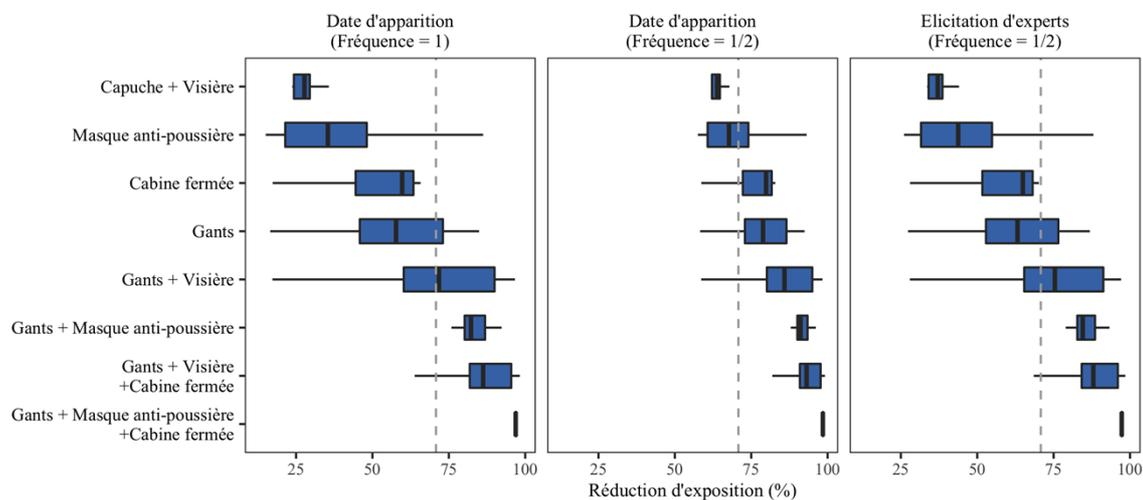 Date d'apparition
(Fréquence = 1)
Date d'apparition
(Fréquence = 1/2)
Elicitation d'experts
(Fréquence = 1/2)
Capuche + Visière
Masque anti-poussière
Cabine fermée
Gants
Gants + Visière
Gants + Masque anti-poussière
Gants + Visière
+Cabine fermée
Gants + Masque anti-poussière
+Cabine fermée
25 50 75 100 25 50 75 100 25 50 75 100
Réduction d'exposition (%)